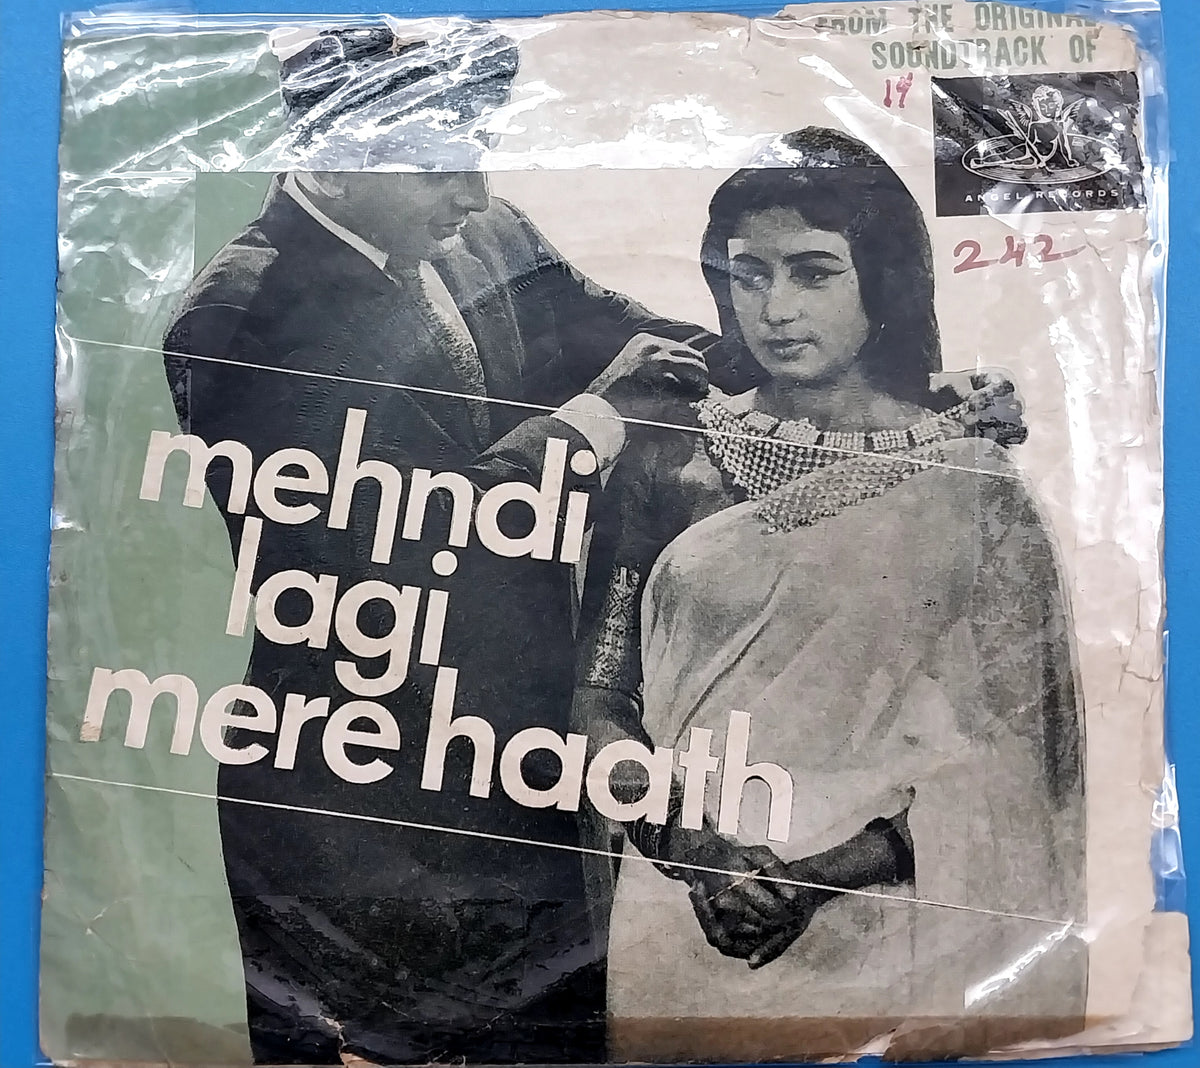 FROM THE ORIGINAL
SOUNDTRACK OF
14
ANGEL RECORDS
242
mehndi
lagi
mere haath